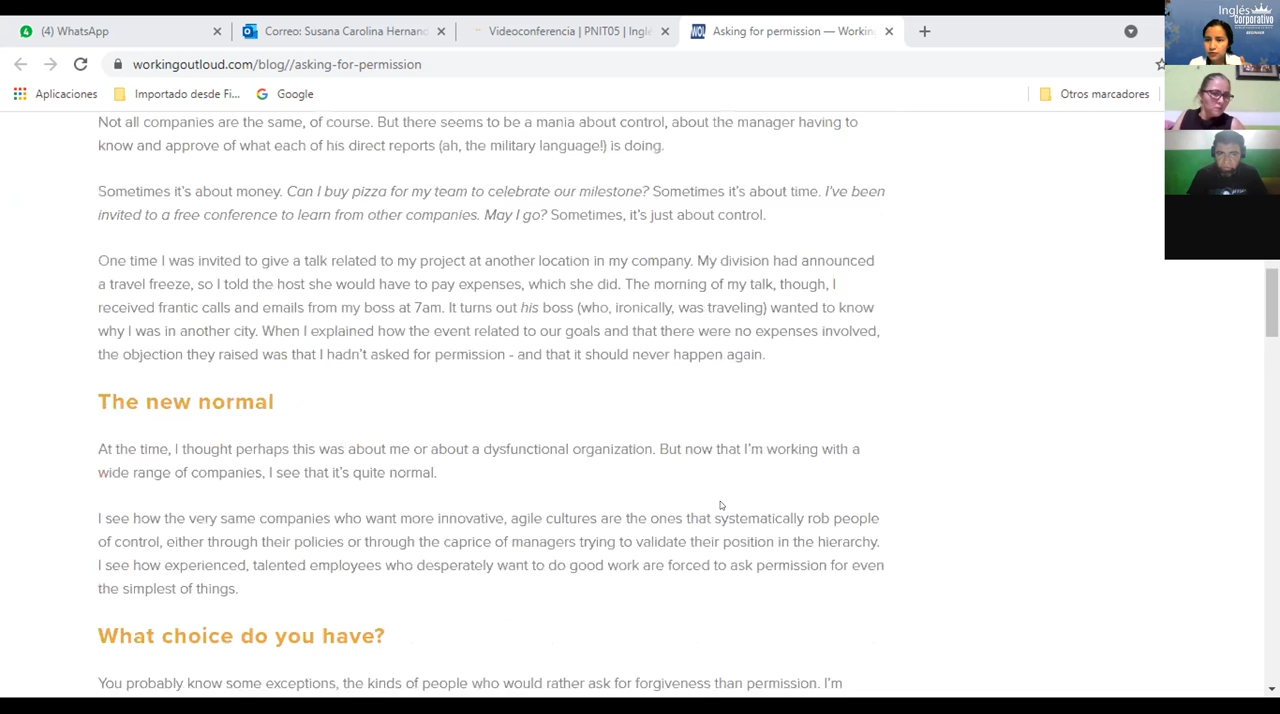 (4) WhatsApp
Correo: Susana Carolina Hernand
Videoconferencia | PNIT05 | Ingle
WOL
Asking for permission — Working
workingoutloud.com/blog//asking-for-permission
Aplicaciones
Importado desde Fi...
Google
Otros marcadores
Inglés
Corporativo
BEGINNER
Not all companies are the same, of course. But there seems to be a mania about control, about the manager having to
know and approve of what each of his direct reports (ah, the military language!) is doing.
Sometimes it's about money. Can I buy pizza for my team to celebrate our milestone? Sometimes it's about time. I've been
invited to a free conference to learn from other companies. May I go? Sometimes, it's just about control.
One time I was invited to give a talk related to my project at another location in my company. My division had announced
a travel freeze, so I told the host she would have to pay expenses, which she did. The morning of my talk, though, I
received frantic calls and emails from my boss at 7am. It turns out his boss (who, ironically, was traveling) wanted to know
why I was in another city. When I explained how the event related to our goals and that there were no expenses involved,
the objection they raised was that I hadn't asked for permission - and that it should never happen again.
The new normal
At the time, I thought perhaps this was about me or about a dysfunctional organization. But now that I'm working with a
wide range of companies, I see that it's quite normal.
I see how the very same companies who want more innovative, agile cultures are the ones that systematically rob people
of control, either through their policies or through the caprice of managers trying to validate their position in the hierarchy.
I see how experienced, talented employees who desperately want to do good work are forced to ask permission for even
the simplest of things.
What choice do you have?
You probably know some exceptions, the kinds of people who would rather ask for forgiveness than permission. I'm